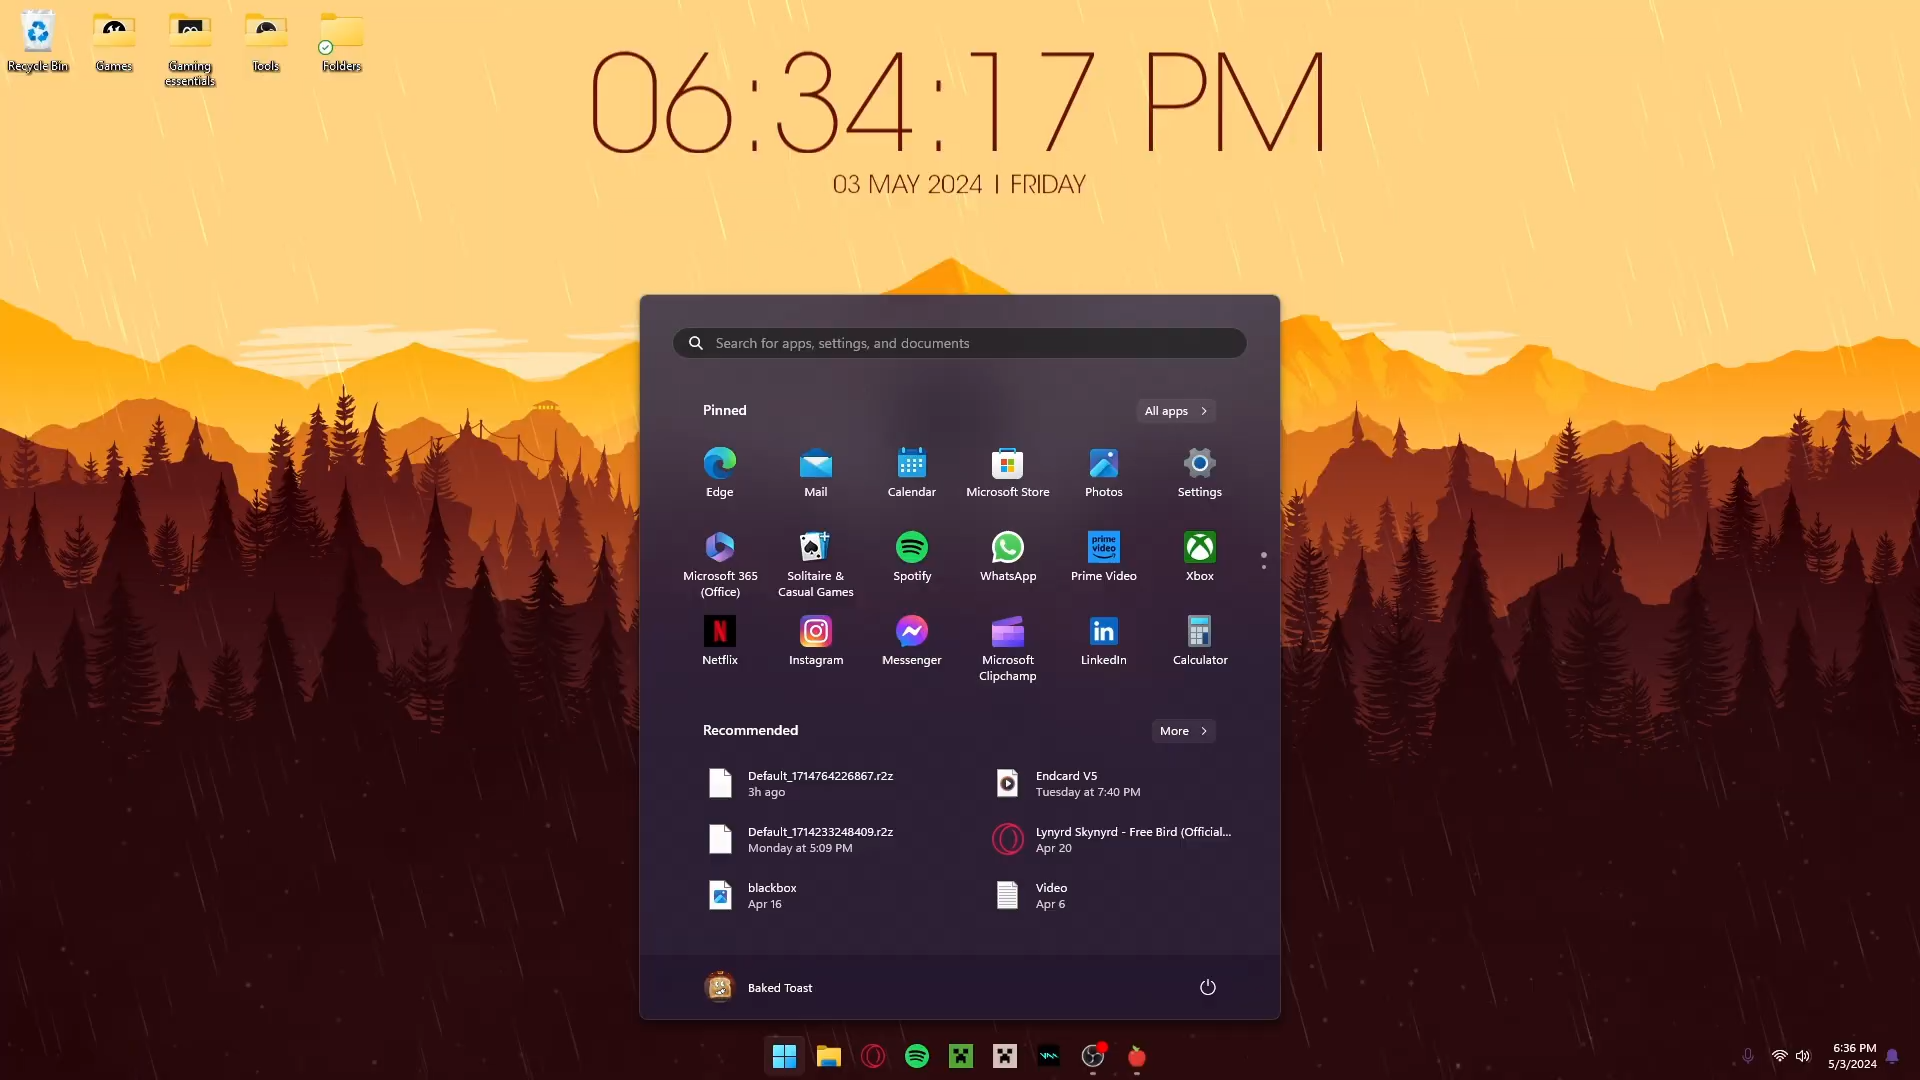 06:34:17 PM
03 MAY 2024 | FRIDAY
Recycle Bin
Games
Gaming
essentials
Tools
Folders
Search for apps, settings, and documents
Pinned
All apps
Edge
Mail
Calendar
Microsoft Store
Photos
Settings
Microsoft 365
(Office)
Solitaire &
Casual Games
Spotify
WhatsApp
prime
video
Prime Video
Xbox
Netflix
Instagram
Messenger
Microsoft
Clipchamp
in
LinkedIn
Calculator
Recommended
More
Default_1714764226867.r2z
3h ago
Endcard V5
Tuesday at 7:40 PM
Default_1714233248409.r2z
Monday at 5:09 PM
Lynyrd Skynyrd - Free Bird (Official...
Apr 20
blackbox
Apr 16
Video
Apr 6
Baked Toast
6:36 PM
5/3/2024